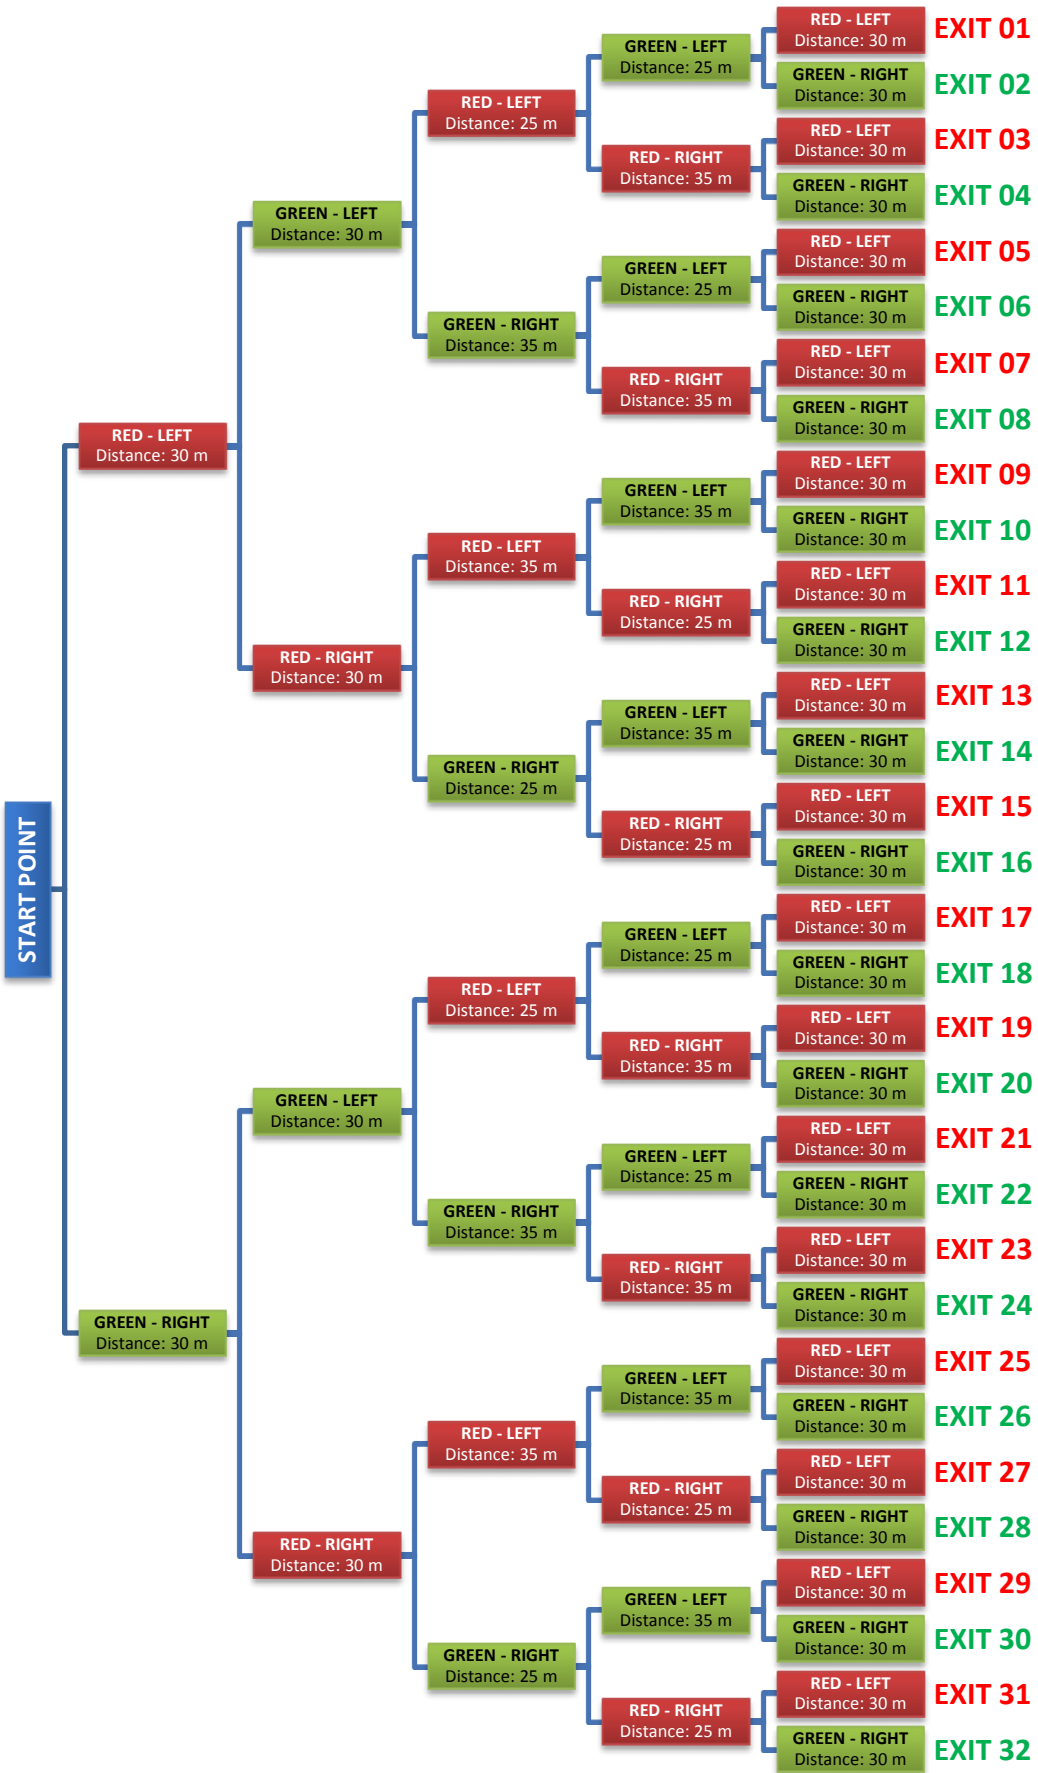 START POINT
RED - LEFT
Distance: 30 m
GREEN - RIGHT
Distance: 30 m
GREEN - LEFT
Distance: 30 m
RED - RIGHT
Distance: 30 m
GREEN - LEFT
Distance: 30 m
RED - RIGHT
Distance: 30 m
RED - LEFT
Distance: 25 m
GREEN - RIGHT
Distance: 35 m
RED - LEFT
Distance: 35 m
GREEN - RIGHT
Distance: 25 m
RED - LEFT
Distance: 25 m
GREEN - RIGHT
Distance: 35 m
RED - LEFT
Distance: 35 m
GREEN - RIGHT
Distance: 25 m
GREEN - LEFT
Distance: 25 m
RED - RIGHT
Distance: 35 m
GREEN - LEFT
Distance: 25 m
RED - RIGHT
Distance: 35 m
GREEN - LEFT
Distance: 35 m
RED - RIGHT
Distance: 25 m
GREEN - LEFT
Distance: 35 m
RED - RIGHT
Distance: 25 m
GREEN - LEFT
Distance: 25 m
RED - RIGHT
Distance: 35 m
GREEN - LEFT
Distance: 25 m
RED - RIGHT
Distance: 35 m
GREEN - LEFT
Distance: 35 m
RED - RIGHT
Distance: 25 m
GREEN - LEFT
Distance: 35 m
RED - RIGHT
Distance: 25 m
RED - LEFT
Distance: 30 m
EXIT 01
GREEN - RIGHT
Distance: 30 m
EXIT 02
RED - LEFT
Distance: 30 m
EXIT 03
GREEN - RIGHT
Distance: 30 m
EXIT 04
RED - LEFT
Distance: 30 m
EXIT 05
GREEN - RIGHT
Distance: 30 m
EXIT 06
RED - LEFT
Distance: 30 m
EXIT 07
GREEN - RIGHT
Distance: 30 m
EXIT 08
RED - LEFT
Distance: 30 m
EXIT 09
GREEN - RIGHT
Distance: 30 m
EXIT 10
RED - LEFT
Distance: 30 m
EXIT 11
GREEN - RIGHT
Distance: 30 m
EXIT 12
RED - LEFT
Distance: 30 m
EXIT 13
GREEN - RIGHT
Distance: 30 m
EXIT 14
RED - LEFT
Distance: 30 m
EXIT 15
GREEN - RIGHT
Distance: 30 m
EXIT 16
RED - LEFT
Distance: 30 m
EXIT 17
GREEN - RIGHT
Distance: 30 m
EXIT 18
RED - LEFT
Distance: 30 m
EXIT 19
GREEN - RIGHT
Distance: 30 m
EXIT 20
RED - LEFT
Distance: 30 m
EXIT 21
GREEN - RIGHT
Distance: 30 m
EXIT 22
RED - LEFT
Distance: 30 m
EXIT 23
GREEN - RIGHT
Distance: 30 m
EXIT 24
RED - LEFT
Distance: 30 m
EXIT 25
GREEN - RIGHT
Distance: 30 m
EXIT 26
RED - LEFT
Distance: 30 m
EXIT 27
GREEN - RIGHT
Distance: 30 m
EXIT 28
RED - LEFT
Distance: 30 m
EXIT 29
GREEN - RIGHT
Distance: 30 m
EXIT 30
RED - LEFT
Distance: 30 m
EXIT 31
GREEN - RIGHT
Distance: 30 m
EXIT 32